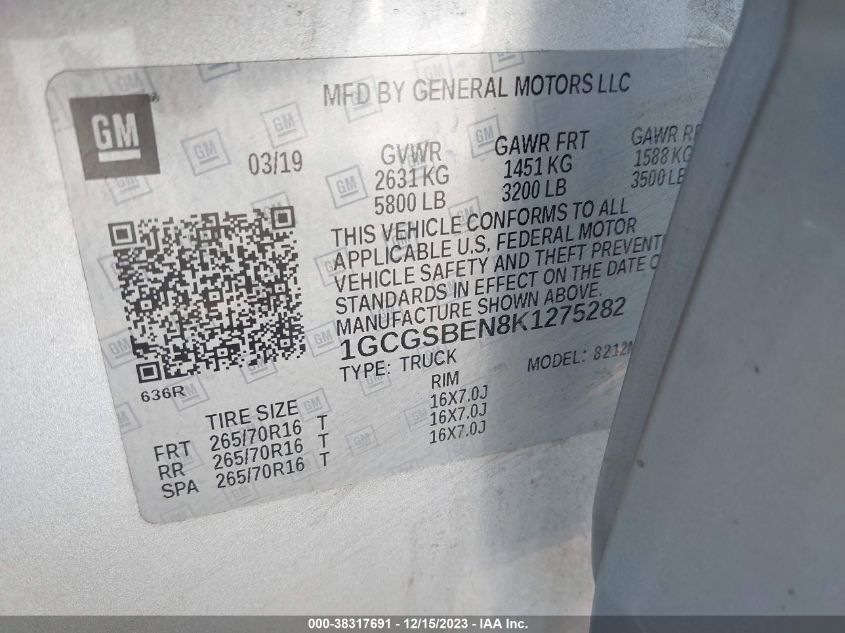 GM
MFD BY GENERAL MOTORS LLC
03/19
GVWR GAWR FRT GAWR
2631 KG 1451 KG 1588 KG
5800 LB 3200 LB 3500 LB
THIS VEHICLE CONFORMS TO ALL
APPLICABLE U.S. FEDERAL MOTOR
VEHICLE SAFETY AND THEFT PREVENT
STANDARDS IN EFFECT ON THE DATE
MANUFACTURE SHOWN ABOVE.
1GCGSBEN8K1275282
TYPE: TRUCK MODEL: 8212
636R
TIRE SIZE RIM
FRT 265/70R16 T 16X7.0J
RR 265/70R16 T 16X7.0J
SPA 265/70R16 T 16X7.0J
000-38317691 - 12/15/2023 - IAA Inc.